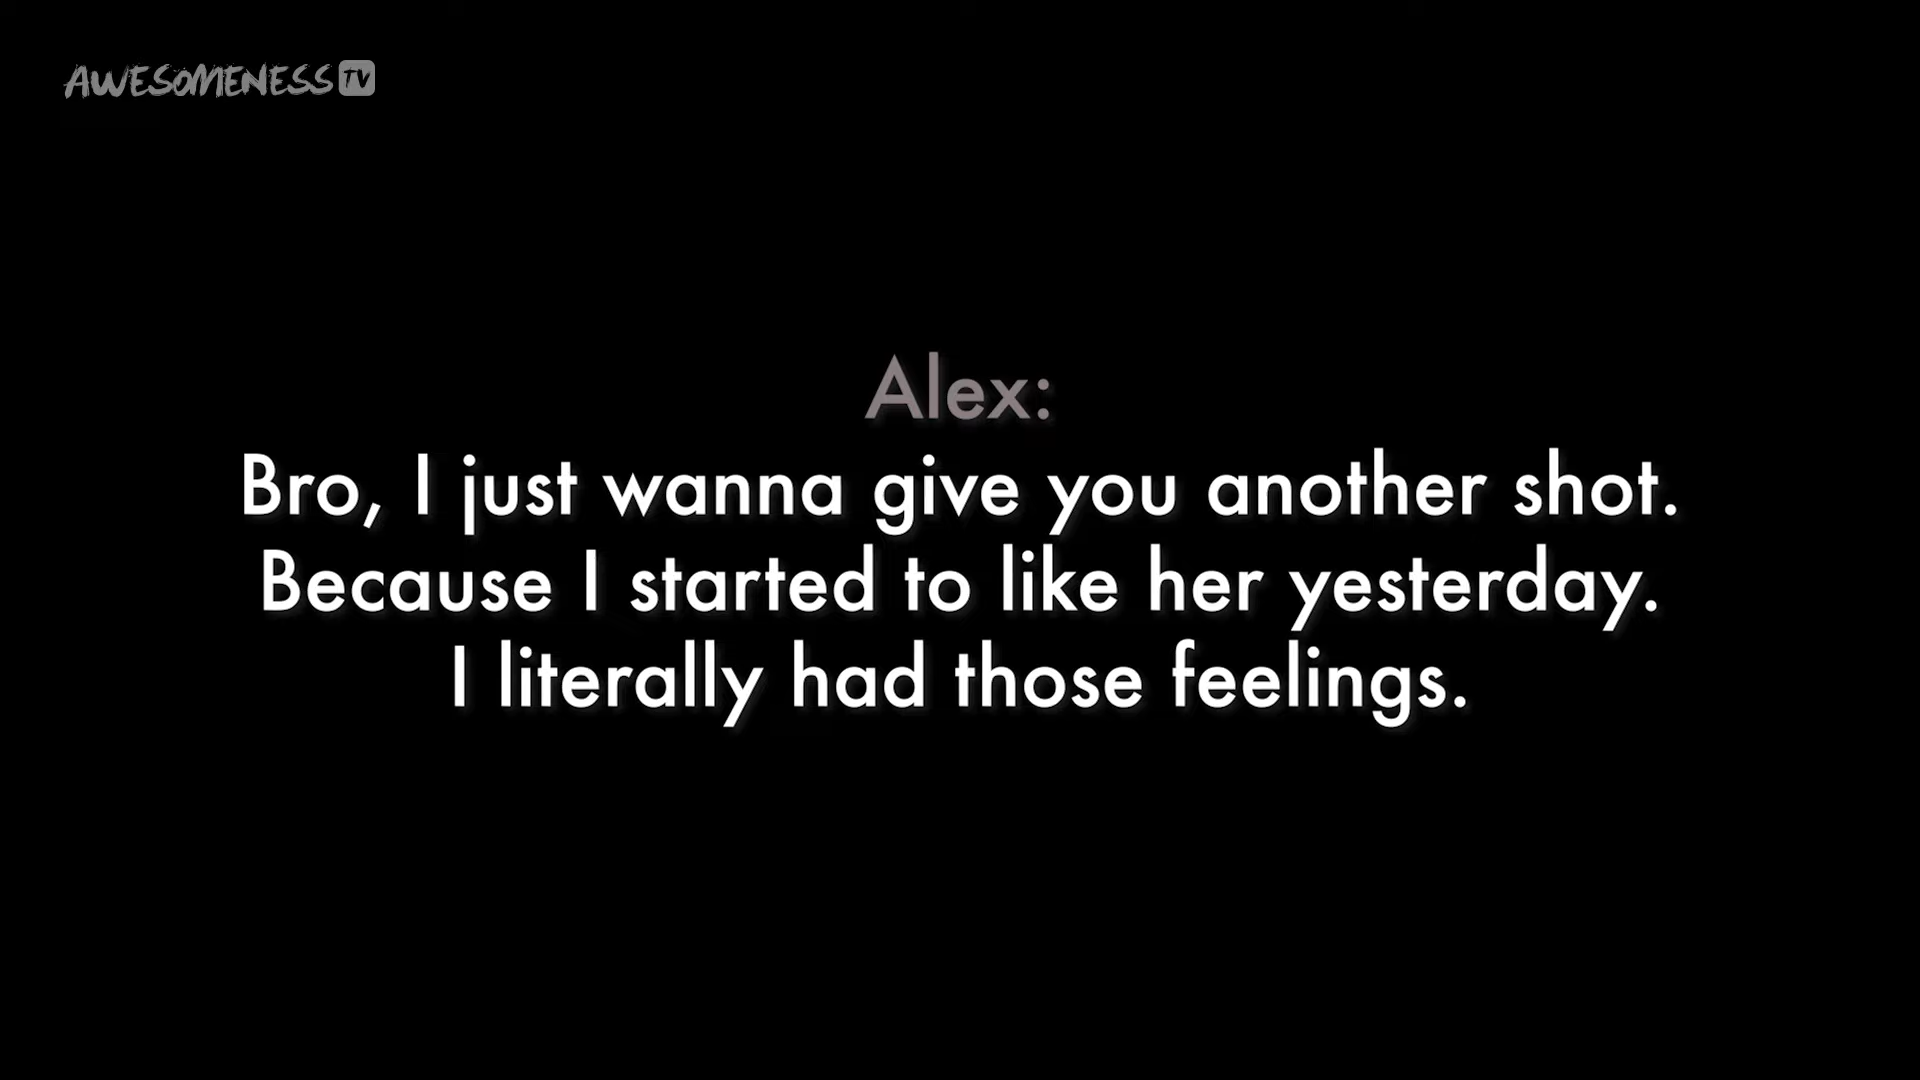 AWESOMENESS TV
Alex:
Bro, I just wanna give you another shot.
Because I started to like her yesterday.
I literally had those feelings.